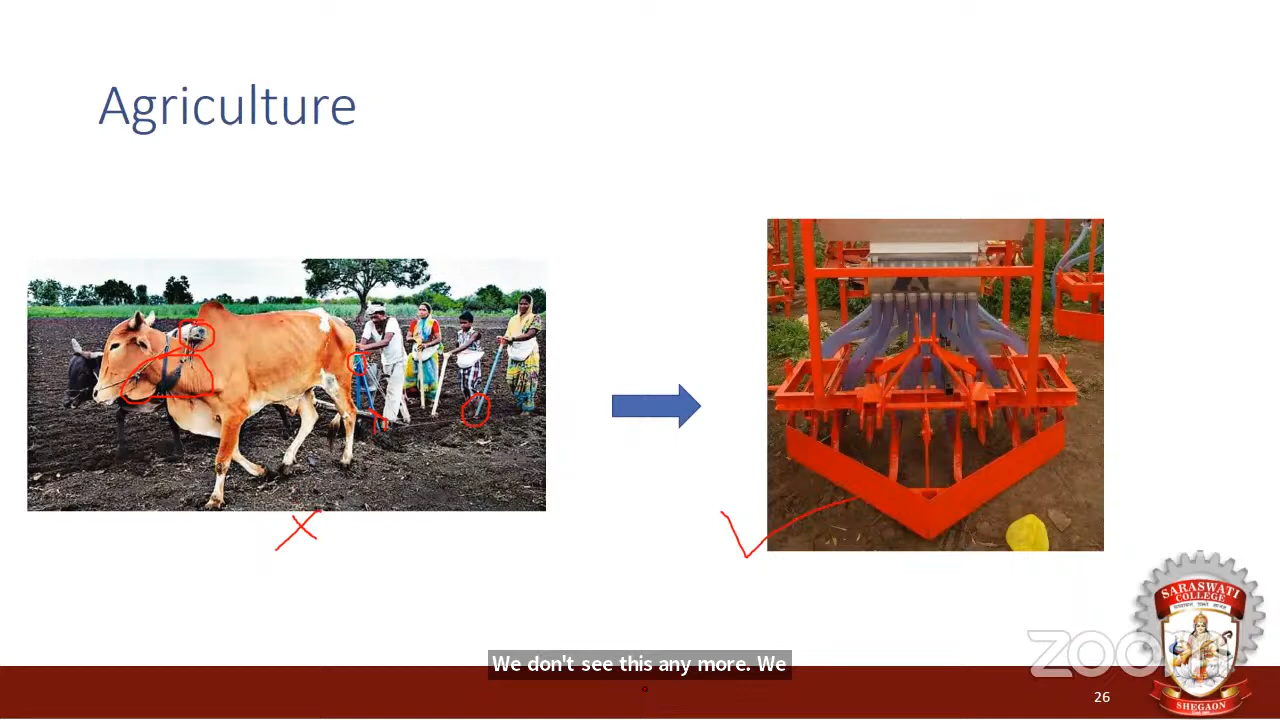 Agriculture
We don't see this any more. We
26
zoom
SARASWATI
COLLEGE
SHEGAON